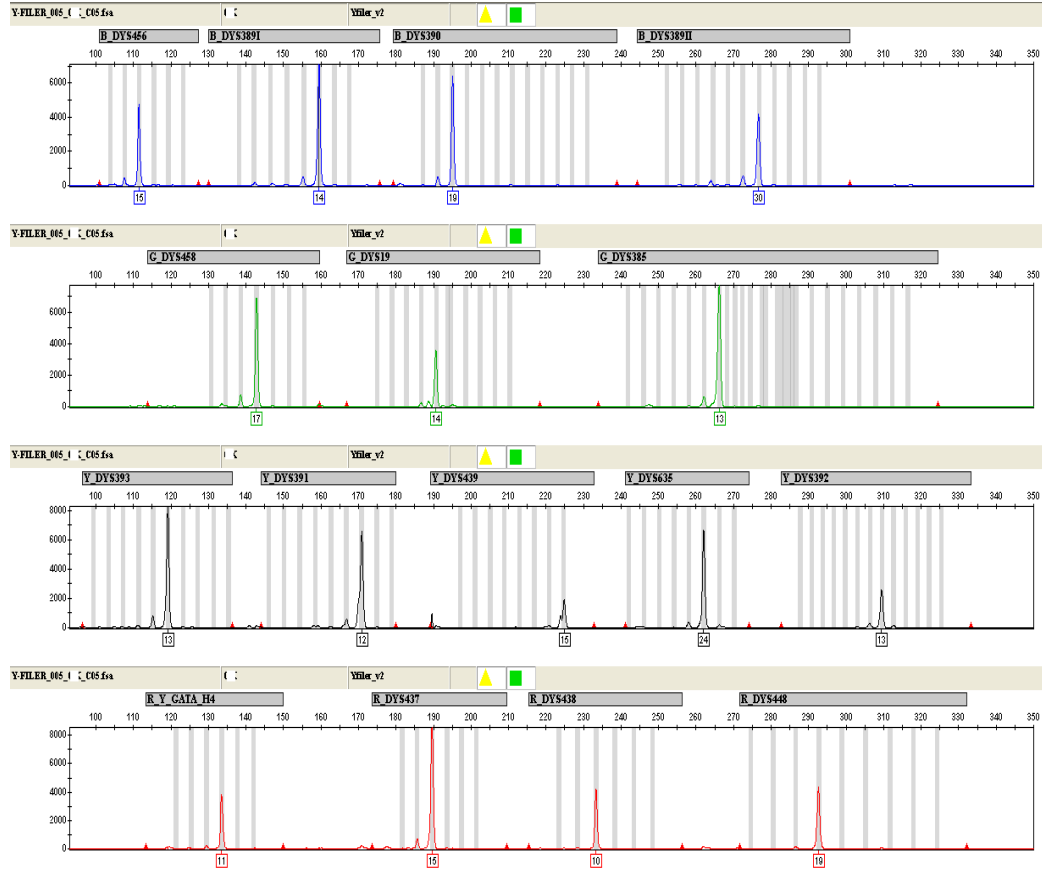 Yfiler_v2
B_DYS456 B_DYS389I B_DYS390 B_DYS389II
100 110 120 130 140 150 160 170 180 190 200 210 220 230 240 250 260 270 280 290 300 310 320 330 340 350
6000
4000
2000
0
15 14 19 30
Yfiler_v2
G_DYS458 G_DYS19 G_DYS385
100 110 120 130 140 150 160 170 180 190 200 210 220 230 240 250 260 270 280 290 300 310 320 330 340 350
6000
4000
2000
0
17 14 13
Yfiler_v2
Y_DYS393 Y_DYS391 Y_DYS439 Y_DYS635 Y_DYS392
100 110 120 130 140 150 160 170 180 190 200 210 220 230 240 250 260 270 280 290 300 310 320 330 340 350
8000
6000
4000
2000
0
13 12 15 24 13
Yfiler_v2
R_Y_GATA_H4 R_DYS437 R_DYS438 R_DYS448
100 110 120 130 140 150 160 170 180 190 200 210 220 230 240 250 260 270 280 290 300 310 320 330 340 350
8000
6000
4000
2000
0
11 15 10 19